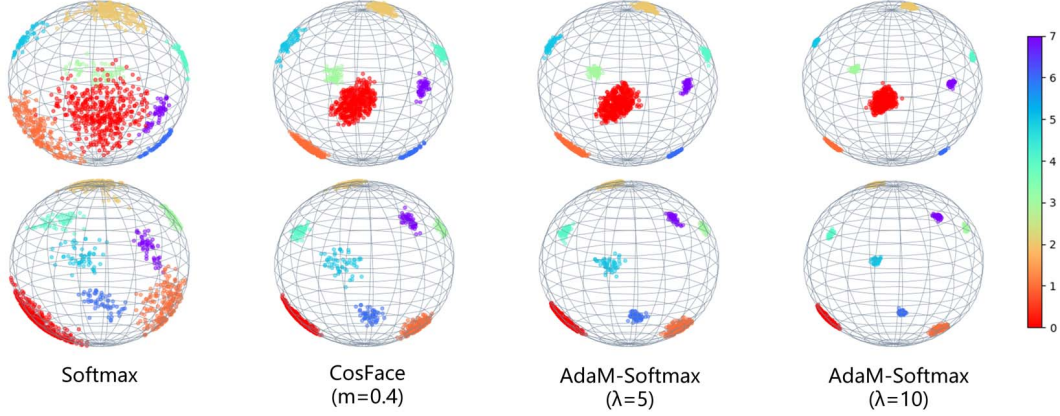 7
6
5
4
3
2
1
0
Softmax
CosFace
(m=0.4)
AdaM-Softmax
(λ=5)
AdaM-Softmax
(λ=10)